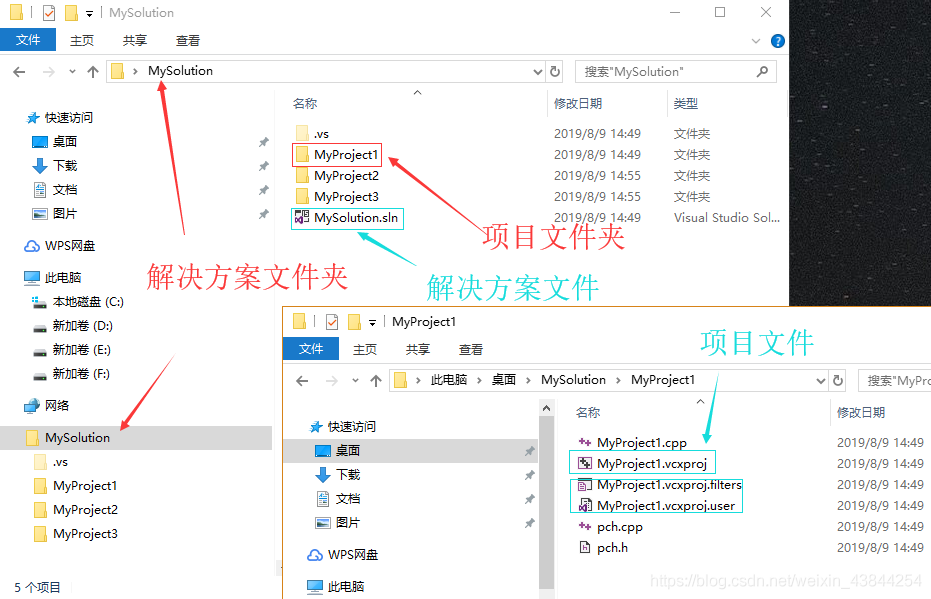 MySolution
文件 主页 共享 查看
MySolution 搜索"MySolution"
名称 修改日期 类型
快速访问
桌面
下载
文档
图片
WPS网盘
此电脑
本地磁盘 (C:)
新加卷 (D:)
新加卷 (E:)
新加卷 (F:)
网络
MySolution
.vs
MyProject1
MyProject2
MyProject3
5 个项目
.vs 2019/8/9 14:49 文件夹
MyProject1 2019/8/9 14:49 文件夹
MyProject2 2019/8/9 14:55 文件夹
MyProject3 2019/8/9 14:55 文件夹
MySolution.sln 2019/8/9 14:49 Visual Studio Sol...
项目文件夹
解决方案文件夹
解决方案文件
MyProject1
项目文件
文件 主页 共享 查看
此电脑 桌面 MySolution MyProject1 搜索"MyPro
名称 修改日期
快速访问
桌面
下载
文档
图片
WPS网盘
此电脑
MyProject1.cpp 2019/8/9 14:49
MyProject1.vcxproj 2019/8/9 14:49
MyProject1.vcxproj.filters 2019/8/9 14:49
MyProject1.vcxproj.user 2019/8/9 14:49
pch.cpp 2019/8/9 14:49
pch.h 2019/8/9 14:49
https://blog.csdn.net/weixin_43844254